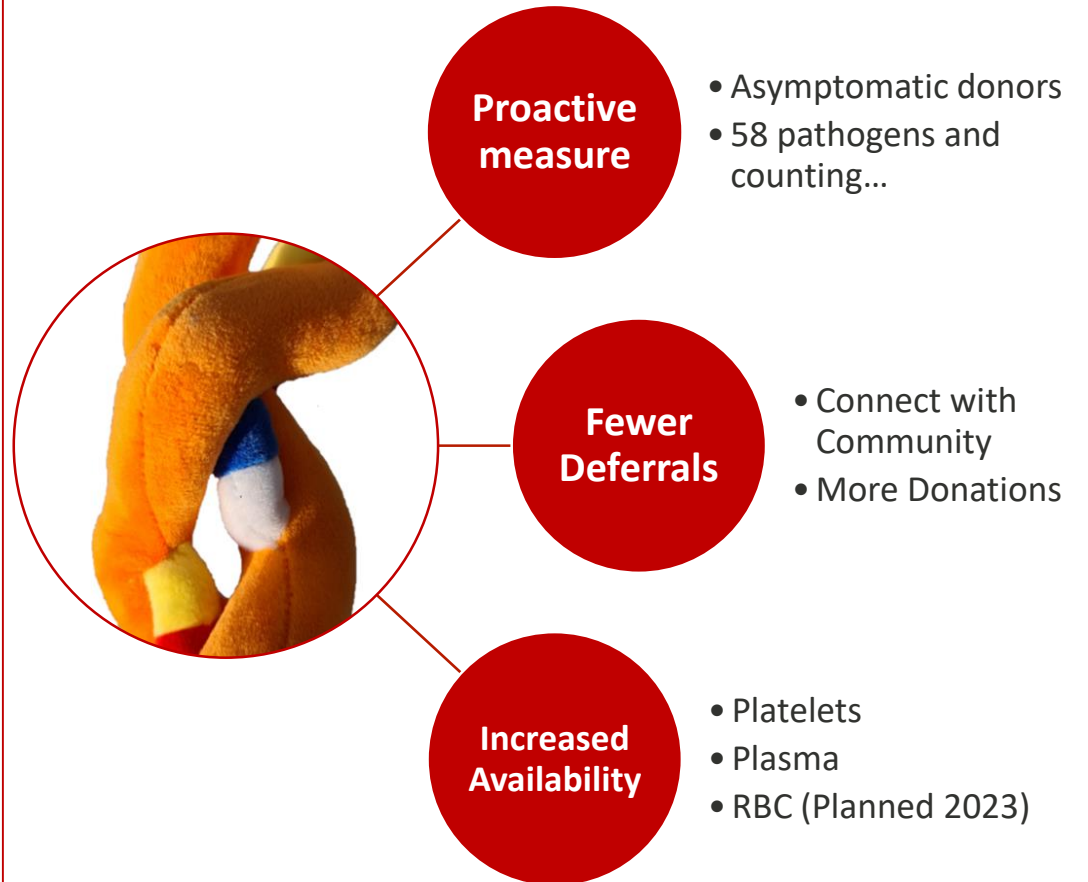 Proactive
measure
• Asymptomatic donors
• 58 pathogens and
counting…
Fewer
Deferrals
• Connect with
Community
• More Donations
Increased
Availability
• Platelets
• Plasma
• RBC (Planned 2023)